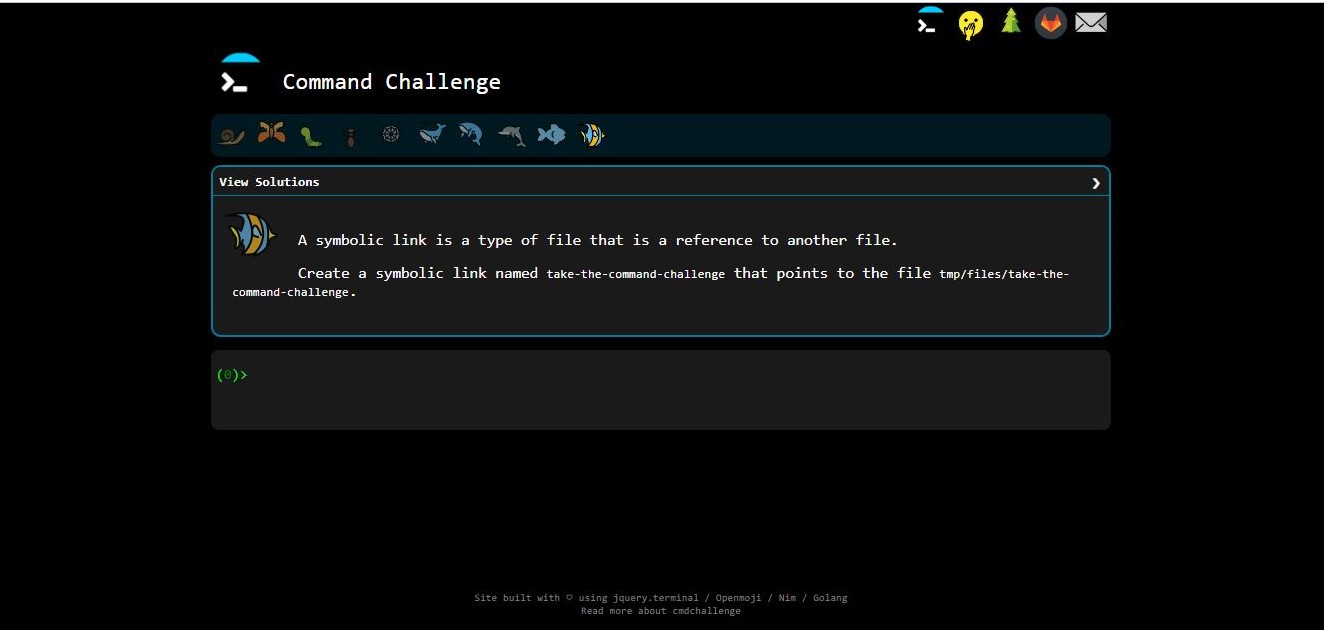 Command Challenge
View Solutions
A symbolic link is a type of file that is a reference to another file.
Create a symbolic link named take-the-command-challenge that points to the file tmp/files/take-the-
command-challenge.
(0)>
Site built with ♡ using jquery.terminal / Openmoji / Nim / Golang
Read more about cmdchallenge